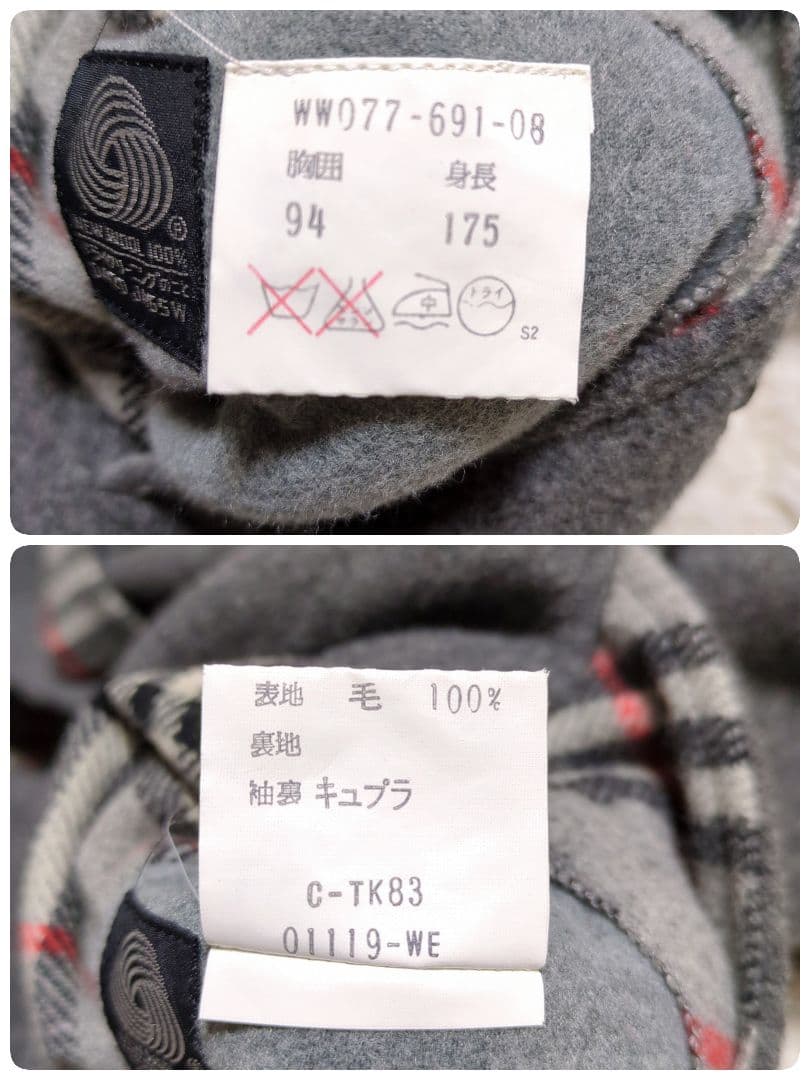 WW077-691-08
胸囲 身長
94 175
中 ドライ
S2
表地 毛 100%
裏地
袖裏 キュプラ
C-TK83
01119-WE